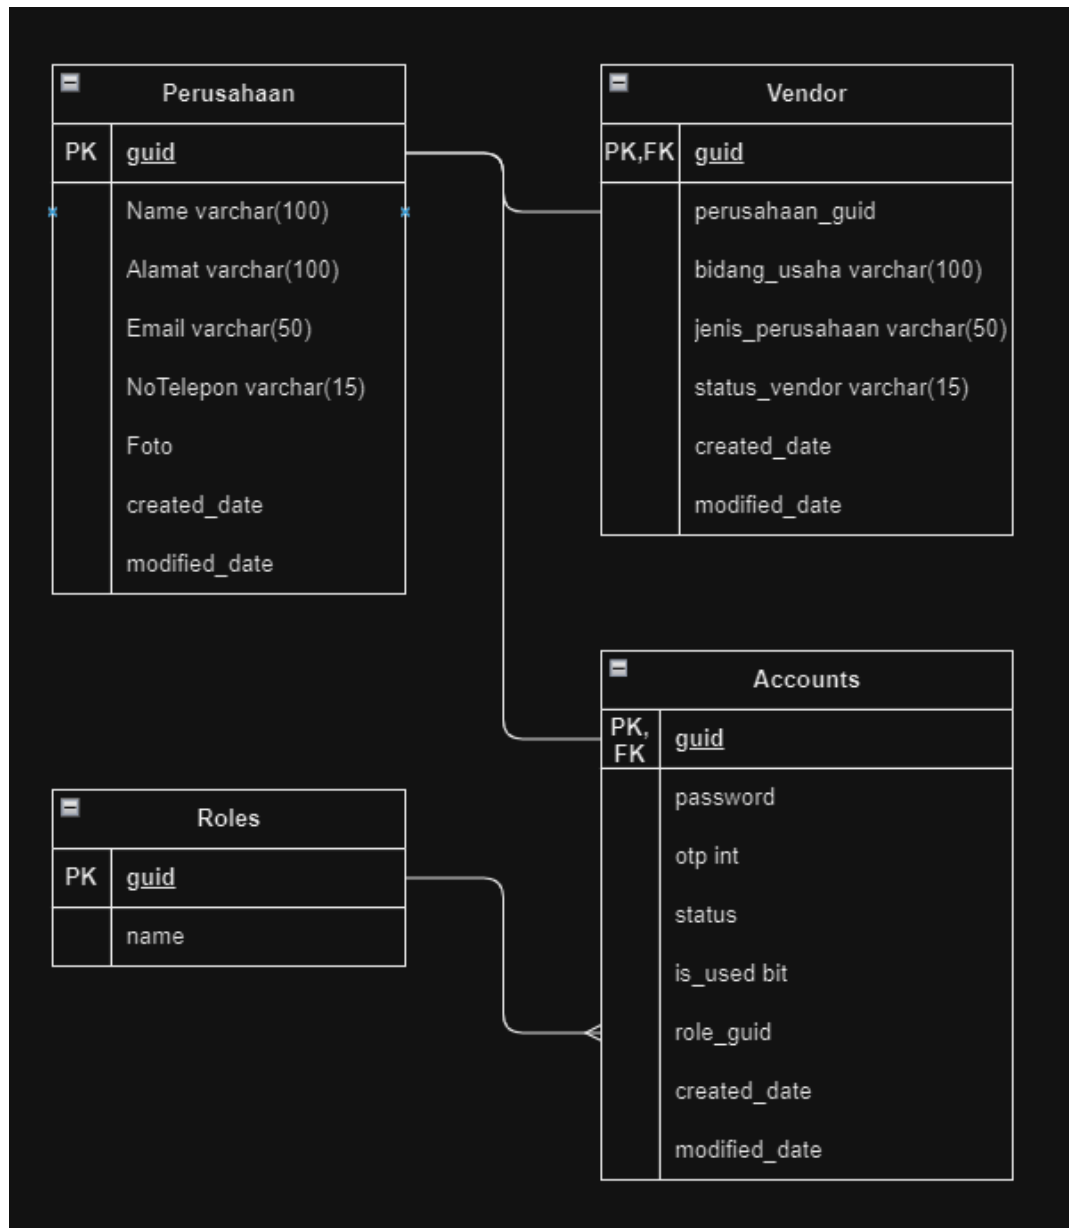 Perusahaan
PK guid
Name varchar(100)
Alamat varchar(100)
Email varchar(50)
NoTelepon varchar(15)
Foto
created_date
modified_date
Vendor
PK,FK guid
perusahaan_guid
bidang_usaha varchar(100)
jenis_perusahaan varchar(50)
status_vendor varchar(15)
created_date
modified_date
Accounts
PK,
FK
guid
password
otp int
status
is_used bit
role_guid
created_date
modified_date
Roles
PK guid
name